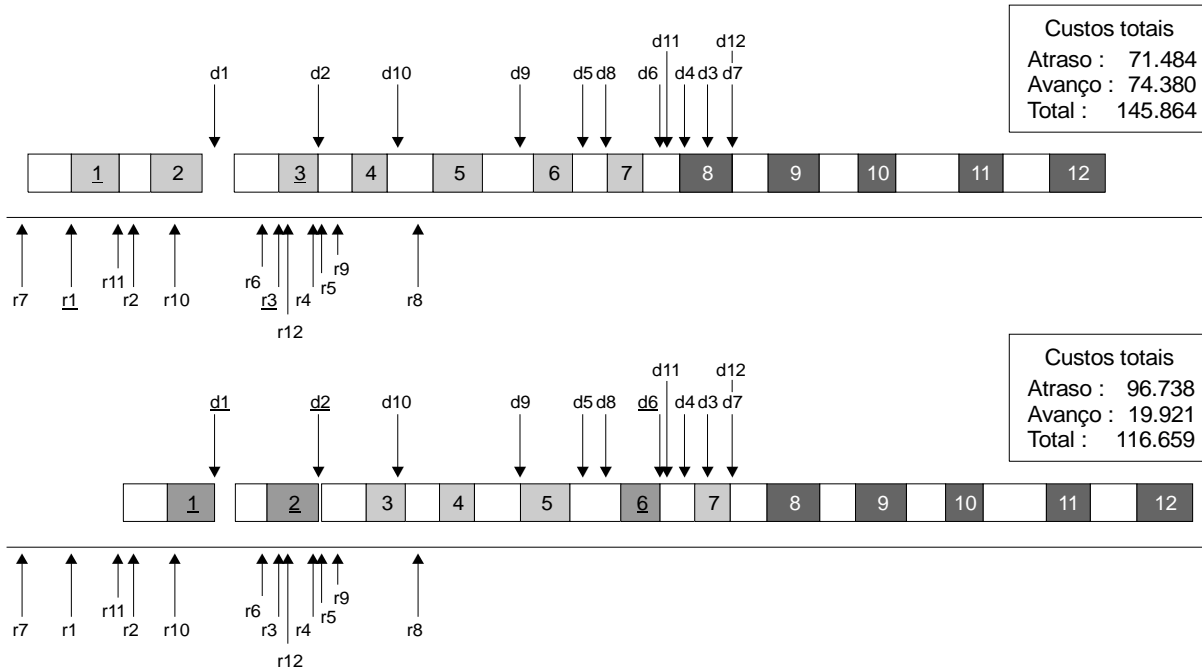 Custos totais
Atraso : 71.484
Avanço : 74.380
Total : 145.864
d11 d12
d1 d2 d10 d9 d5 d8 d6 d4 d3 d7
1 2 3 4 5 6 7 8 9 10 11 12
r11 r6 r9
r7 r1 r2 r10 r3 r4 r5 r8
r12
Custos totais
Atraso : 96.738
Avanço : 19.921
Total : 116.659
d11 d12
d1 d2 d10 d9 d5 d8 d6 d4 d3 d7
1 2 3 4 5 6 7 8 9 10 11 12
r11 r6 r9
r7 r1 r2 r10 r3 r4 r5 r8
r12